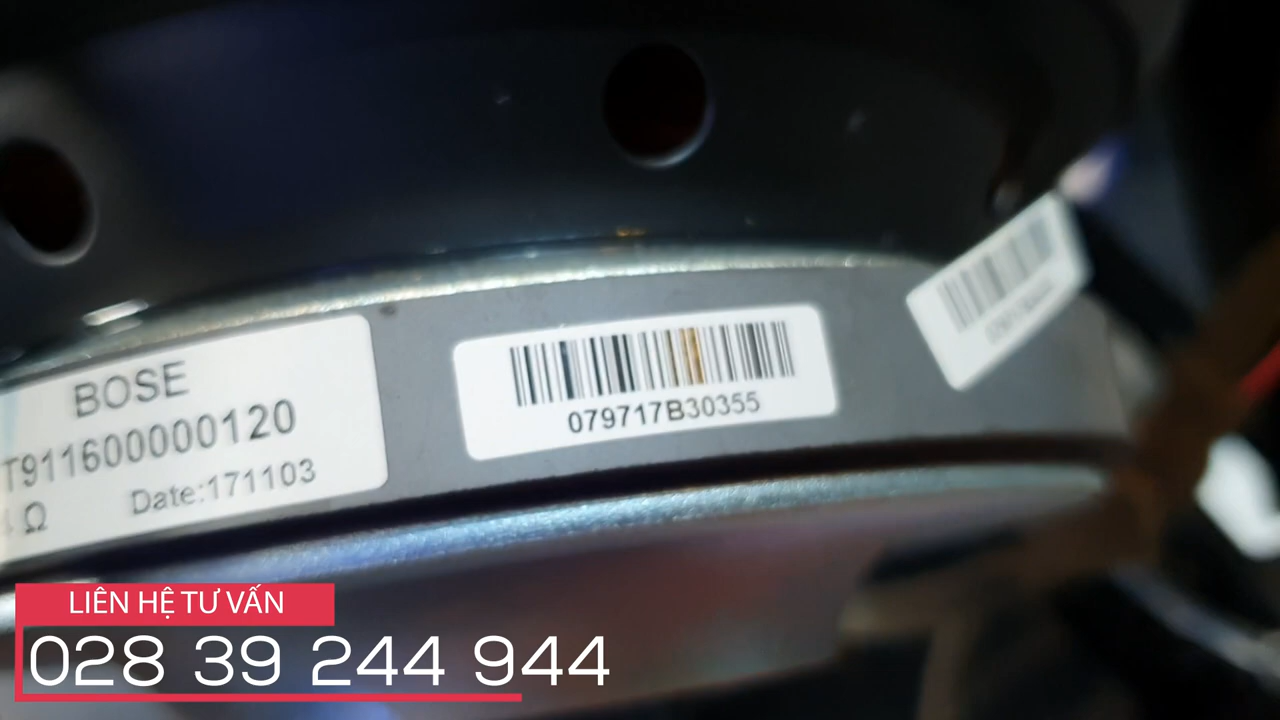 BOSE
T911600000120
Date:171103
Ω
079717B30355
LIÊN HỆ TƯ VẤN
028 39 244 944